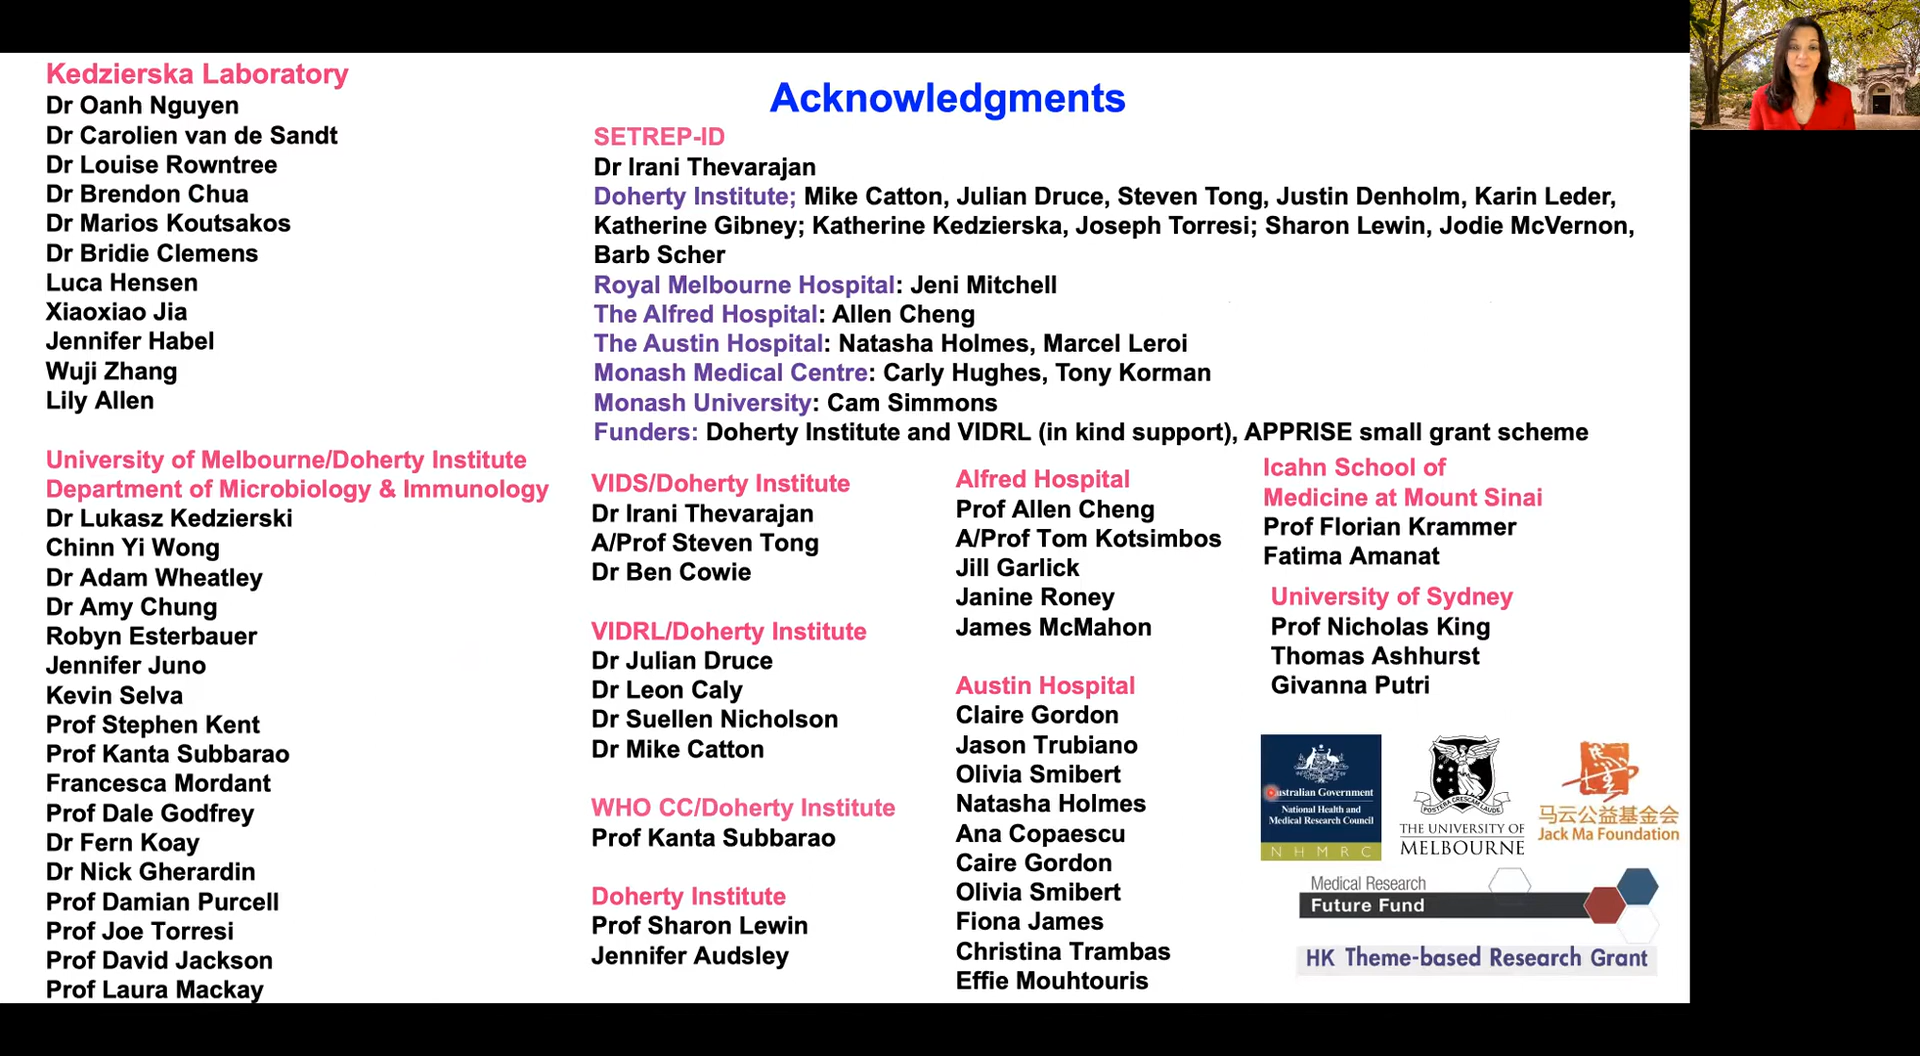 Kedzierska Laboratory
Dr Oanh Nguyen
Dr Carolien van de Sandt
Dr Louise Rowntree
Dr Brendon Chua
Dr Marios Koutsakos
Dr Bridie Clemens
Luca Hensen
Xiaoxiao Jia
Jennifer Habel
Wuji Zhang
Lily Allen
University of Melbourne/Doherty Institute
Department of Microbiology & Immunology
Dr Lukasz Kedzierski
Chinn Yi Wong
Dr Adam Wheatley
Dr Amy Chung
Robyn Esterbauer
Jennifer Juno
Kevin Selva
Prof Stephen Kent
Prof Kanta Subbarao
Francesca Mordant
Prof Dale Godfrey
Dr Fern Koay
Dr Nick Gherardin
Prof Damian Purcell
Prof Joe Torresi
Prof David Jackson
Prof Laura Mackay
Acknowledgments
SETREP-ID
Dr Irani Thevarajan
Doherty Institute; Mike Catton, Julian Druce, Steven Tong, Justin Denholm, Karin Leder,
Katherine Gibney; Katherine Kedzierska, Joseph Torresi; Sharon Lewin, Jodie McVernon,
Barb Scher
Royal Melbourne Hospital: Jeni Mitchell
The Alfred Hospital: Allen Cheng
The Austin Hospital: Natasha Holmes, Marcel Leroi
Monash Medical Centre: Carly Hughes, Tony Korman
Monash University: Cam Simmons
Funders: Doherty Institute and VIDRL (in kind support), APPRISE small grant scheme
VIDS/Doherty Institute
Dr Irani Thevarajan
A/Prof Steven Tong
Dr Ben Cowie
VIDRL/Doherty Institute
Dr Julian Druce
Dr Leon Caly
Dr Suellen Nicholson
Dr Mike Catton
WHO CC/Doherty Institute
Prof Kanta Subbarao
Doherty Institute
Prof Sharon Lewin
Jennifer Audsley
Alfred Hospital
Prof Allen Cheng
A/Prof Tom Kotsimbos
Jill Garlick
Janine Roney
James McMahon
Austin Hospital
Claire Gordon
Jason Trubiano
Olivia Smibert
Natasha Holmes
Ana Copaescu
Caire Gordon
Olivia Smibert
Fiona James
Christina Trambas
Effie Mouhtouris
Icahn School of
Medicine at Mount Sinai
Prof Florian Krammer
Fatima Amanat
University of Sydney
Prof Nicholas King
Thomas Ashhurst
Givanna Putri
Australian Government
National Health and
Medical Research Council
NHMRC
POSTERA CRESCAM LAUDE
THE UNIVERSITY OF
MELBOURNE
马云公益基金会
Jack Ma Foundation
Medical Research
Future Fund
HK Theme-based Research Grant